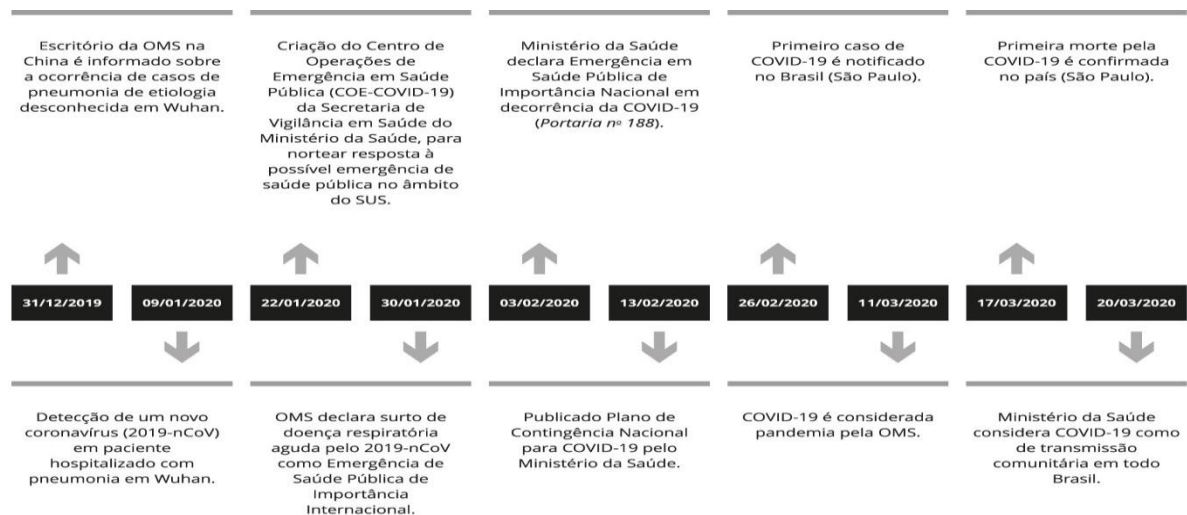 Escritório da OMS na
China é informado sobre
a ocorrência de casos de
pneumonia de etiologia
desconhecida em Wuhan.
Criação do Centro de
Operações de
Emergência em Saúde
Pública (COE-COVID-19)
da Secretaria de
Vigilância em Saúde do
Ministério da Saúde, para
nortear resposta à
possível emergência de
saúde pública no âmbito
do SUS.
Ministério da Saúde
declara Emergência em
Saúde Pública de
Importância Nacional em
decorrência da COVID-19
(Portaria nº 188).
Primeiro caso de
COVID-19 é notificado
no Brasil (São Paulo).
Primeira morte pela
COVID-19 é confirmada
no país (São Paulo).
31/12/2019 09/01/2020 22/01/2020 30/01/2020 03/02/2020 13/02/2020 26/02/2020 11/03/2020 17/03/2020 20/03/2020
Detecção de um novo
coronavírus (2019-nCoV)
em paciente
hospitalizado com
pneumonia em Wuhan.
OMS declara surto de
doença respiratória
aguda pelo 2019-nCoV
como Emergência de
Saúde Pública de
Importância
Internacional.
Publicado Plano de
Contingência Nacional
para COVID-19 pelo
Ministério da Saúde.
COVID-19 é considerada
pandemia pela OMS.
Ministério da Saúde
considera COVID-19 como
de transmissão
comunitária em todo
Brasil.